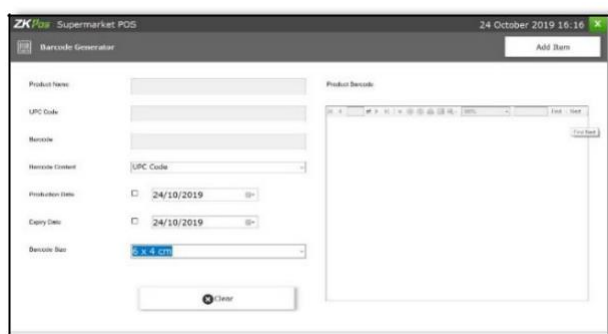 ZKPos Supermarket POS
24 October 2019 16:16 X
Barcode Generator
Add Item
Product Name
Product Barcode
UPC Code
Find Next
Find Next
Barcode
Barcode Content
UPC Code
Production Date
24/10/2019
Expiry Date
24/10/2019
Barcode Size
6 x 4 cm
Clear